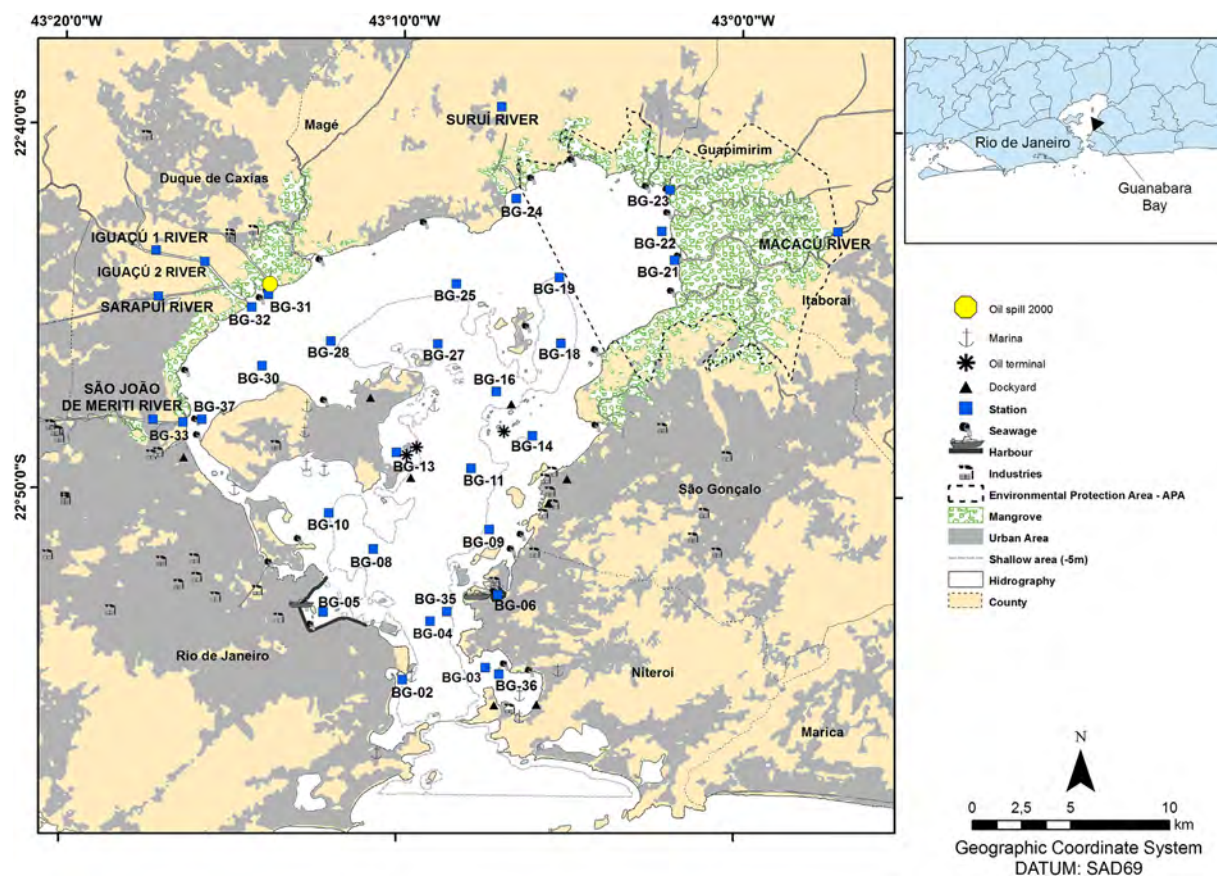 43°20'0"W
43°10'0"W
43°0'0"W
22°40'0"S
22°50'0"S
SURUÍ RIVER
Magé
Guapimirim
Duque de Caxias
BG-24
BG-23
IGUAÇÚ 1 RIVER
BG-22
MACACÚ RIVER
IGUAÇÚ 2 RIVER
BG-21
BG-19
BG-25
SARAPUÍ RIVER
BG-31
BG-32
Itaboraí
BG-28
BG-27
BG-18
BG-30
BG-16
SÃO JOÃO
DE MERITI RIVER
BG-37
BG-33
BG-14
BG-13
BG-11
São Gonçalo
BG-10
BG-09
BG-08
BG-05
BG-35
BG-06
BG-04
Rio de Janeiro
BG-03
BG-36
Niteroi
BG-02
Marica
Rio de Janeiro
Guanabara
Bay
Oil spill 2000
Marina
Oil terminal
Dockyard
Station
Seawage
Harbour
Industries
Environmental Protection Area - APA
Mangrove
Urban Area
Shallow area (-5m)
Hidrography
County
N
0 2,5 5 10
km
Geographic Coordinate System
DATUM: SAD69